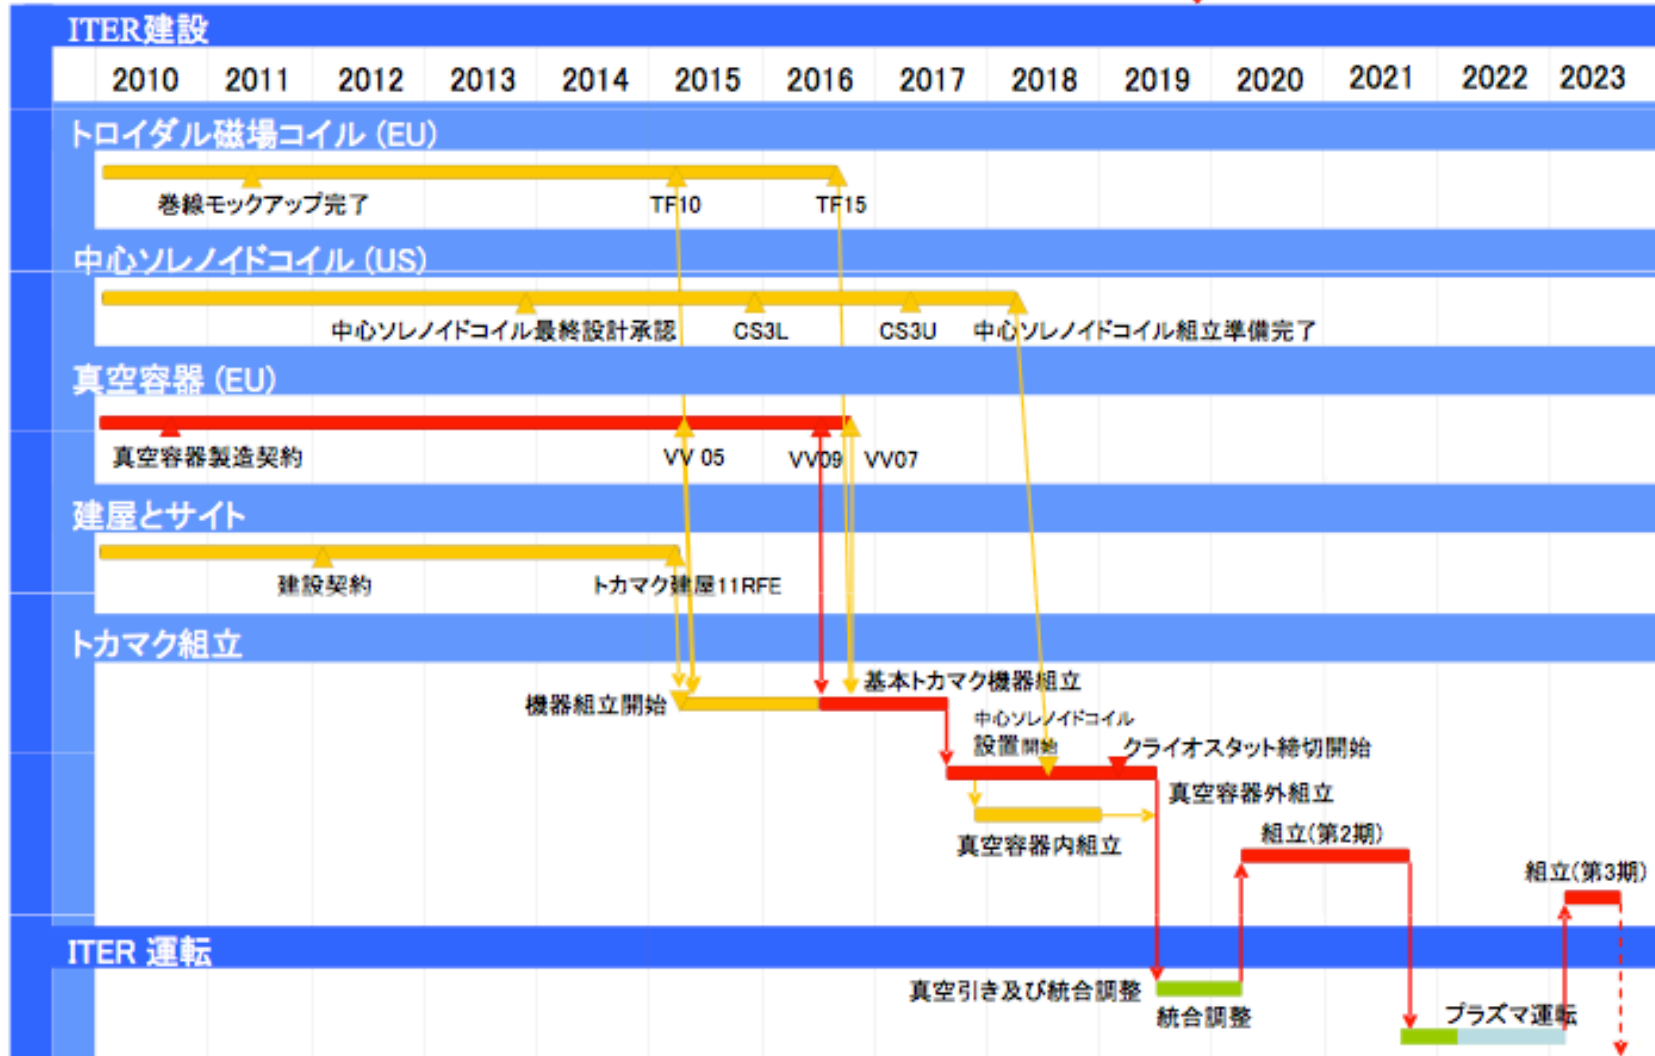 ITER建設
2010 2011 2012 2013 2014 2015 2016 2017 2018 2019 2020 2021 2022 2023
トロイダル磁場コイル (EU)
巻線モックアップ完了 TF10 TF15
中心ソレノイドコイル (US)
中心ソレノイドコイル最終設計承認 CS3L CS3U 中心ソレノイドコイル組立準備完了
真空容器 (EU)
真空容器製造契約 VV 05 VV09 VV07
建屋とサイト
建設契約 トカマク建屋11RFE
トカマク組立
基本トカマク機器組立
機器組立開始
中心ソレノイドコイル
設置開始 クライオスタット締切開始
真空容器外組立
真空容器内組立
組立(第2期)
組立(第3期)
ITER 運転
真空引き及び統合調整
統合調整
プラズマ運転